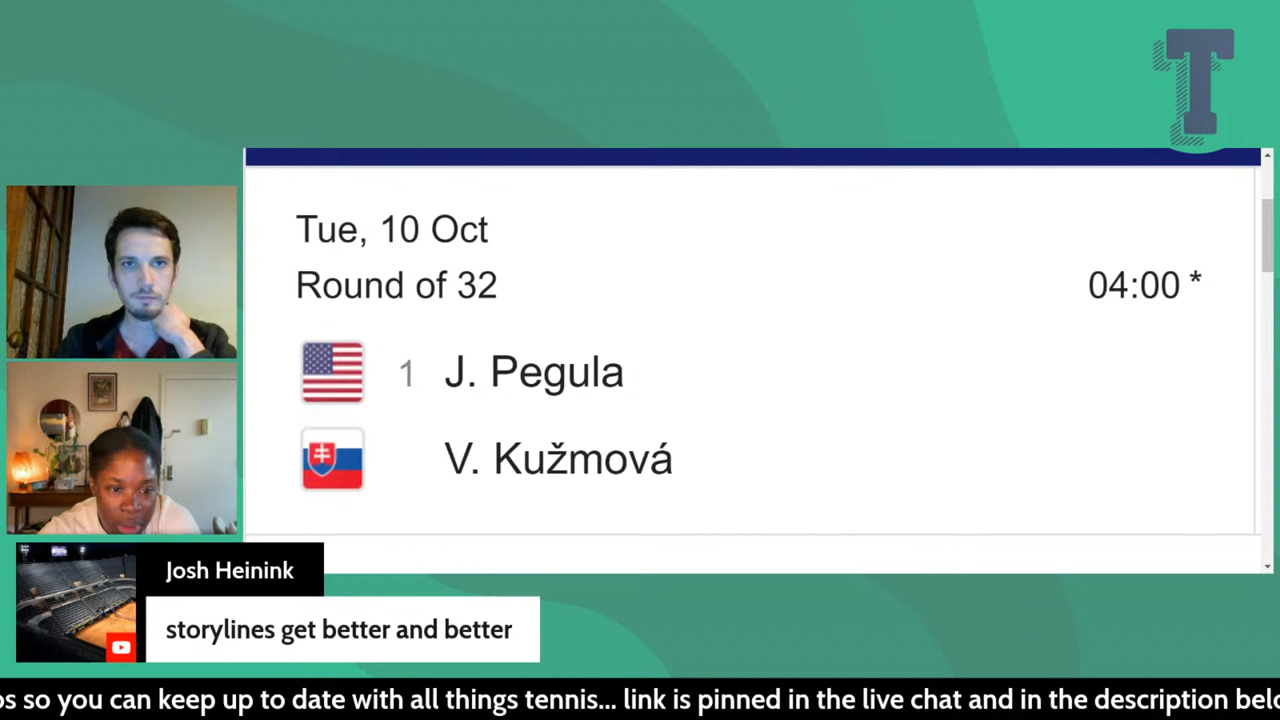 T
Tue, 10 Oct
Round of 32
04:00 *
1 J. Pegula
V. Kužmová
Josh Heinink
storylines get better and better
so you can keep up to date with all things tennis... link is pinned in the live chat and in the description